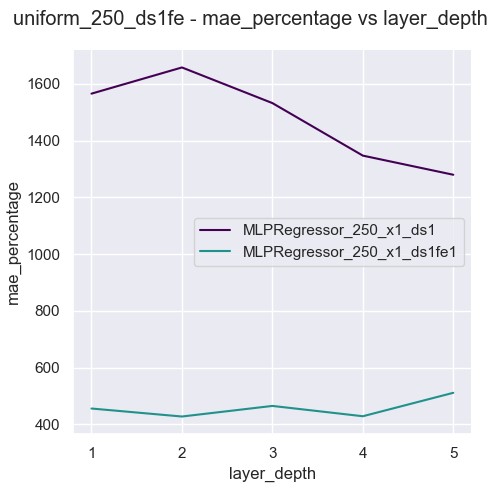 uniform_250_ds1fe - mae_percentage vs layer_depth
1600
1400
1200
1000
800
600
400
mae_percentage
MLPRegressor_250_x1_ds1
MLPRegressor_250_x1_ds1fe1
1 2 3 4 5
layer_depth